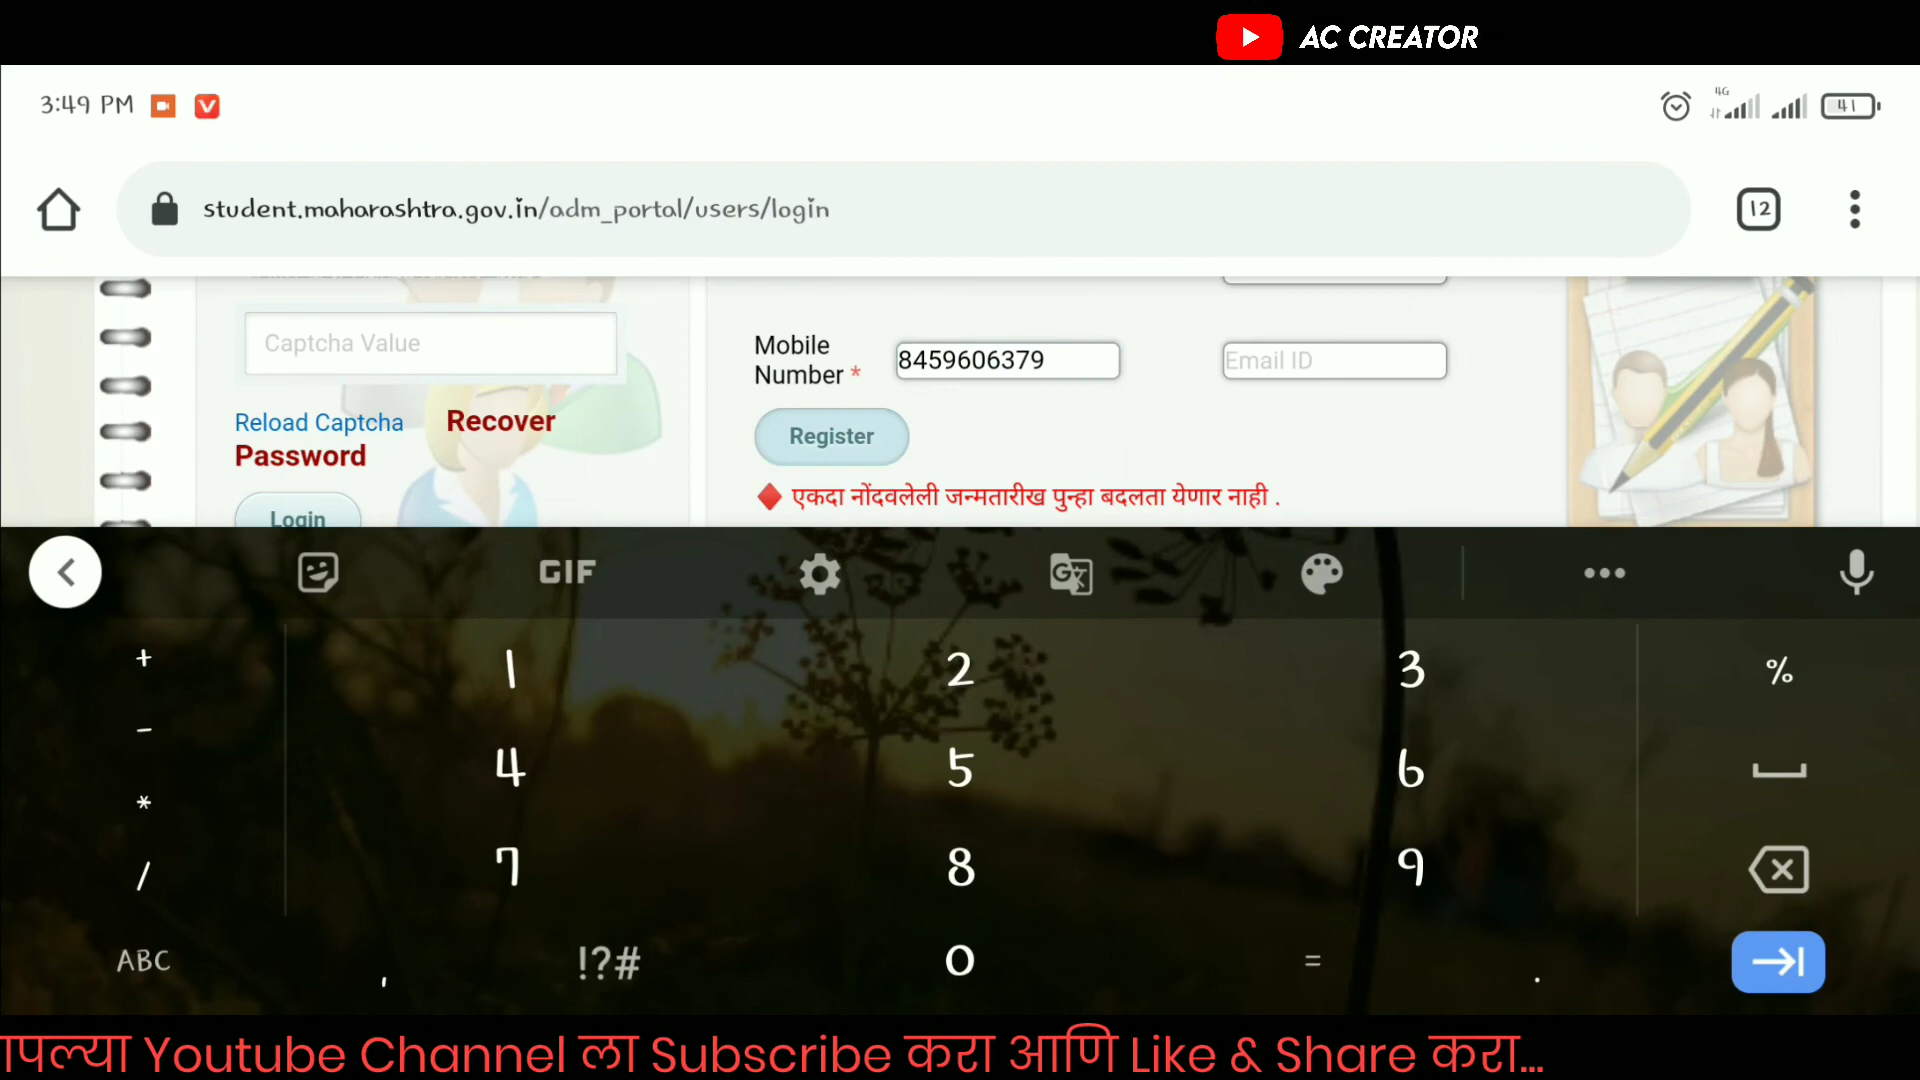 AC CREATOR
3:49 PM
4G
41
student.maharashtra.gov.in/adm_portal/users/login
12
Captcha Value
Mobile
Number *
8459606379
Email ID
Reload Captcha Recover
Password
Register
एकदा नोंदवलेली जन्मतारीख पुन्हा बदलता येणार नाही .
Login
GIF
+ 1 2 3 %
- 4 5 6
*
/ 7 8 9
ABC , !?# 0 = .
ापल्या Youtube Channel ला Subscribe करा आणि Like & Share करा...